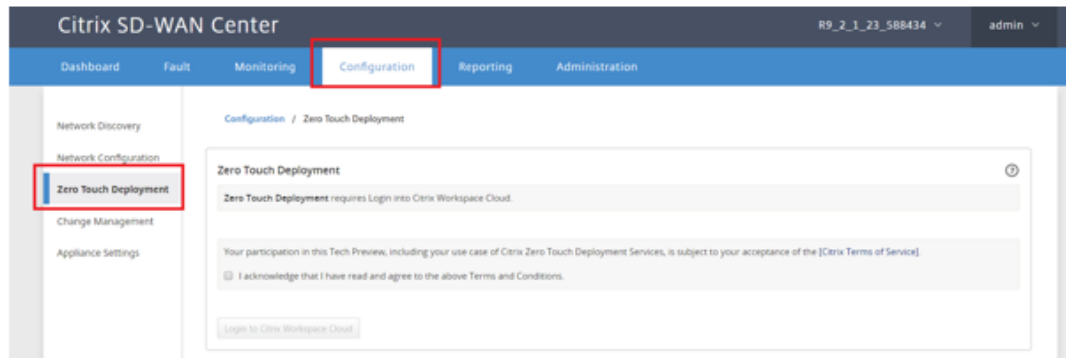 Citrix SD-WAN Center R9_2_1_23_588434 admin
Dashboard Fault Monitoring Configuration Reporting Administration
Network Discovery
Network Configuration
Zero Touch Deployment
Change Management
Appliance Settings
Configuration / Zero Touch Deployment
Zero Touch Deployment
Zero Touch Deployment requires Login into Citrix Workspace Cloud.
Your participation in this Tech Preview, including your use case of Citrix Zero Touch Deployment Services, is subject to your acceptance of the [Citrix Terms of Service].
I acknowledge that I have read and agree to the above Terms and Conditions.
Login to Citrix Workspace Cloud